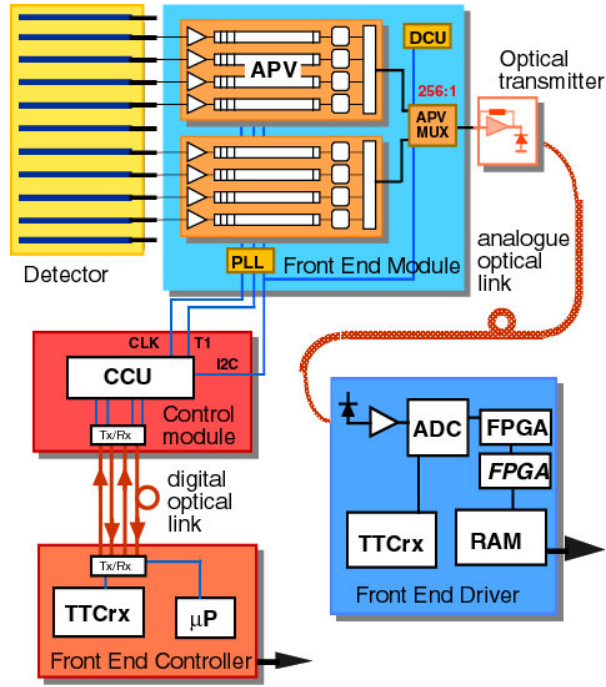 DCU
Optical
transmitter
APV
256:1
APV
MUX
PLL
Front End Module
Detector
analogue
optical
link
CLK
T1
I2C
CCU
Control
module
Tx/Rx
ADC
FPGA
FPGA
digital
optical
link
TTCrx
RAM
Tx/Rx
TTCrx
μP
Front End Driver
Front End Controller